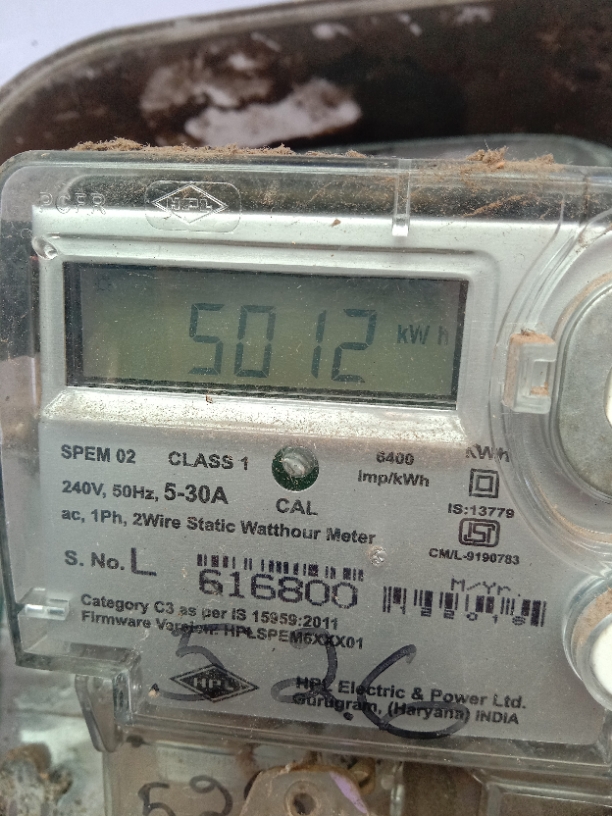 HPL
5012 kWh
SPEM 02 CLASS 1 6400 KWh
imp/kWh
240V, 50Hz, 5-30A CAL IS:13779
ac, 1Ph, 2Wire Static Watthour Meter
CM/L-9190783
S. No. L 616800 M/Yr.
Category C3 as per IS 15959:2011
Firmware Version: HPLSPEM6XXX01
526
HPL HPL Electric & Power Ltd.
Gurugram, (Haryana) INDIA